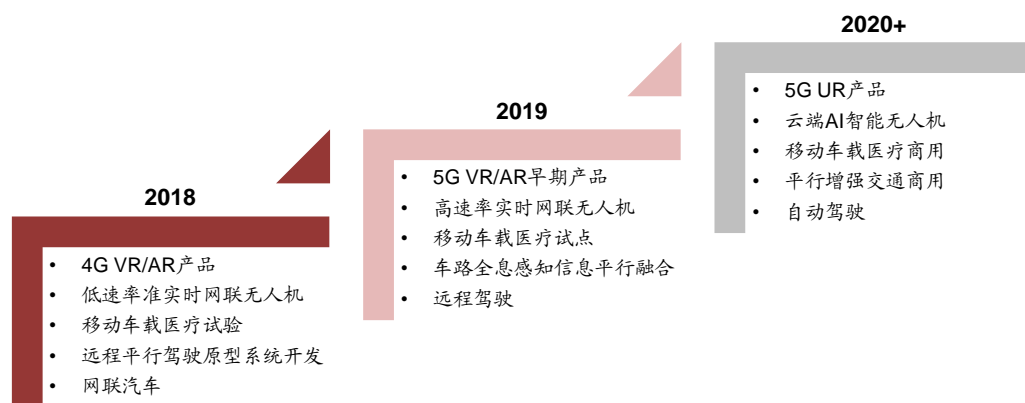 2018
• 4G VR/AR产品
• 低速率准实时网联无人机
• 移动车载医疗试验
• 远程平行驾驶原型系统开发
• 网联汽车
2019
• 5G VR/AR早期产品
• 高速率实时网联无人机
• 移动车载医疗试点
• 车路全息感知信息平行融合
• 远程驾驶
2020+
• 5G UR产品
• 云端AI智能无人机
• 移动车载医疗商用
• 平行增强交通商用
• 自动驾驶